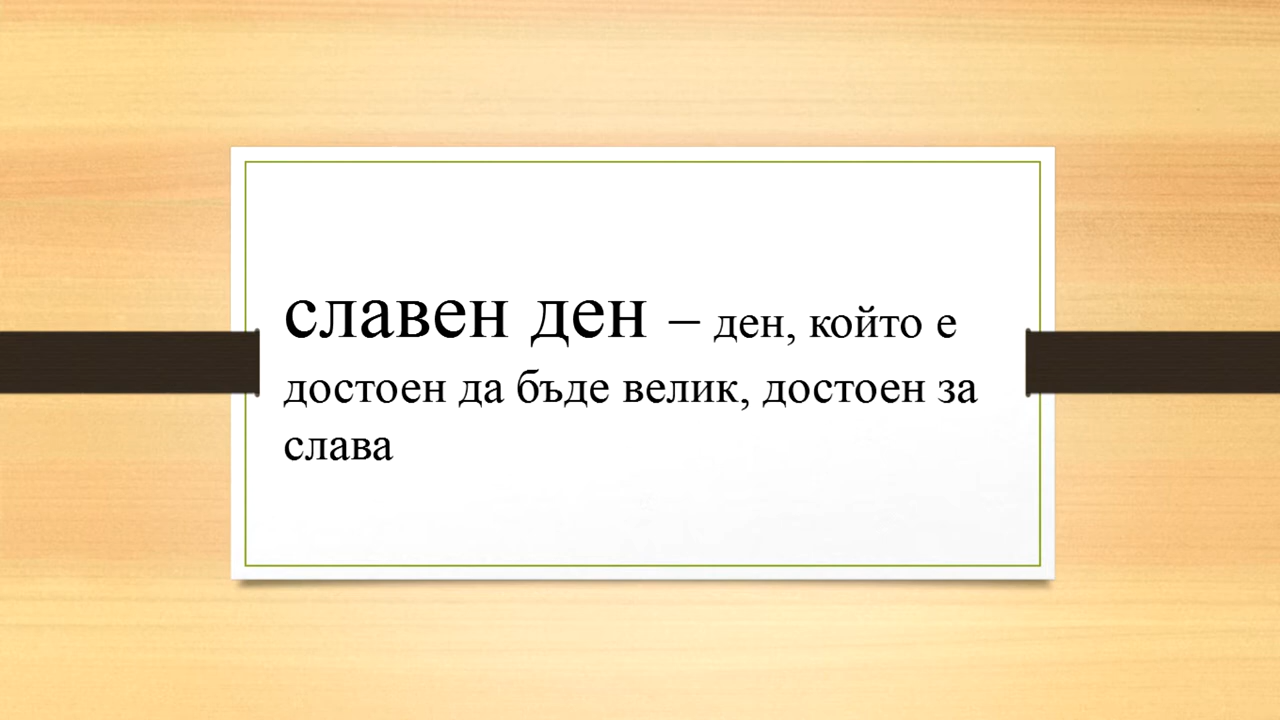 славен ден – ден, който е
достоен да бъде велик, достоен за
слава